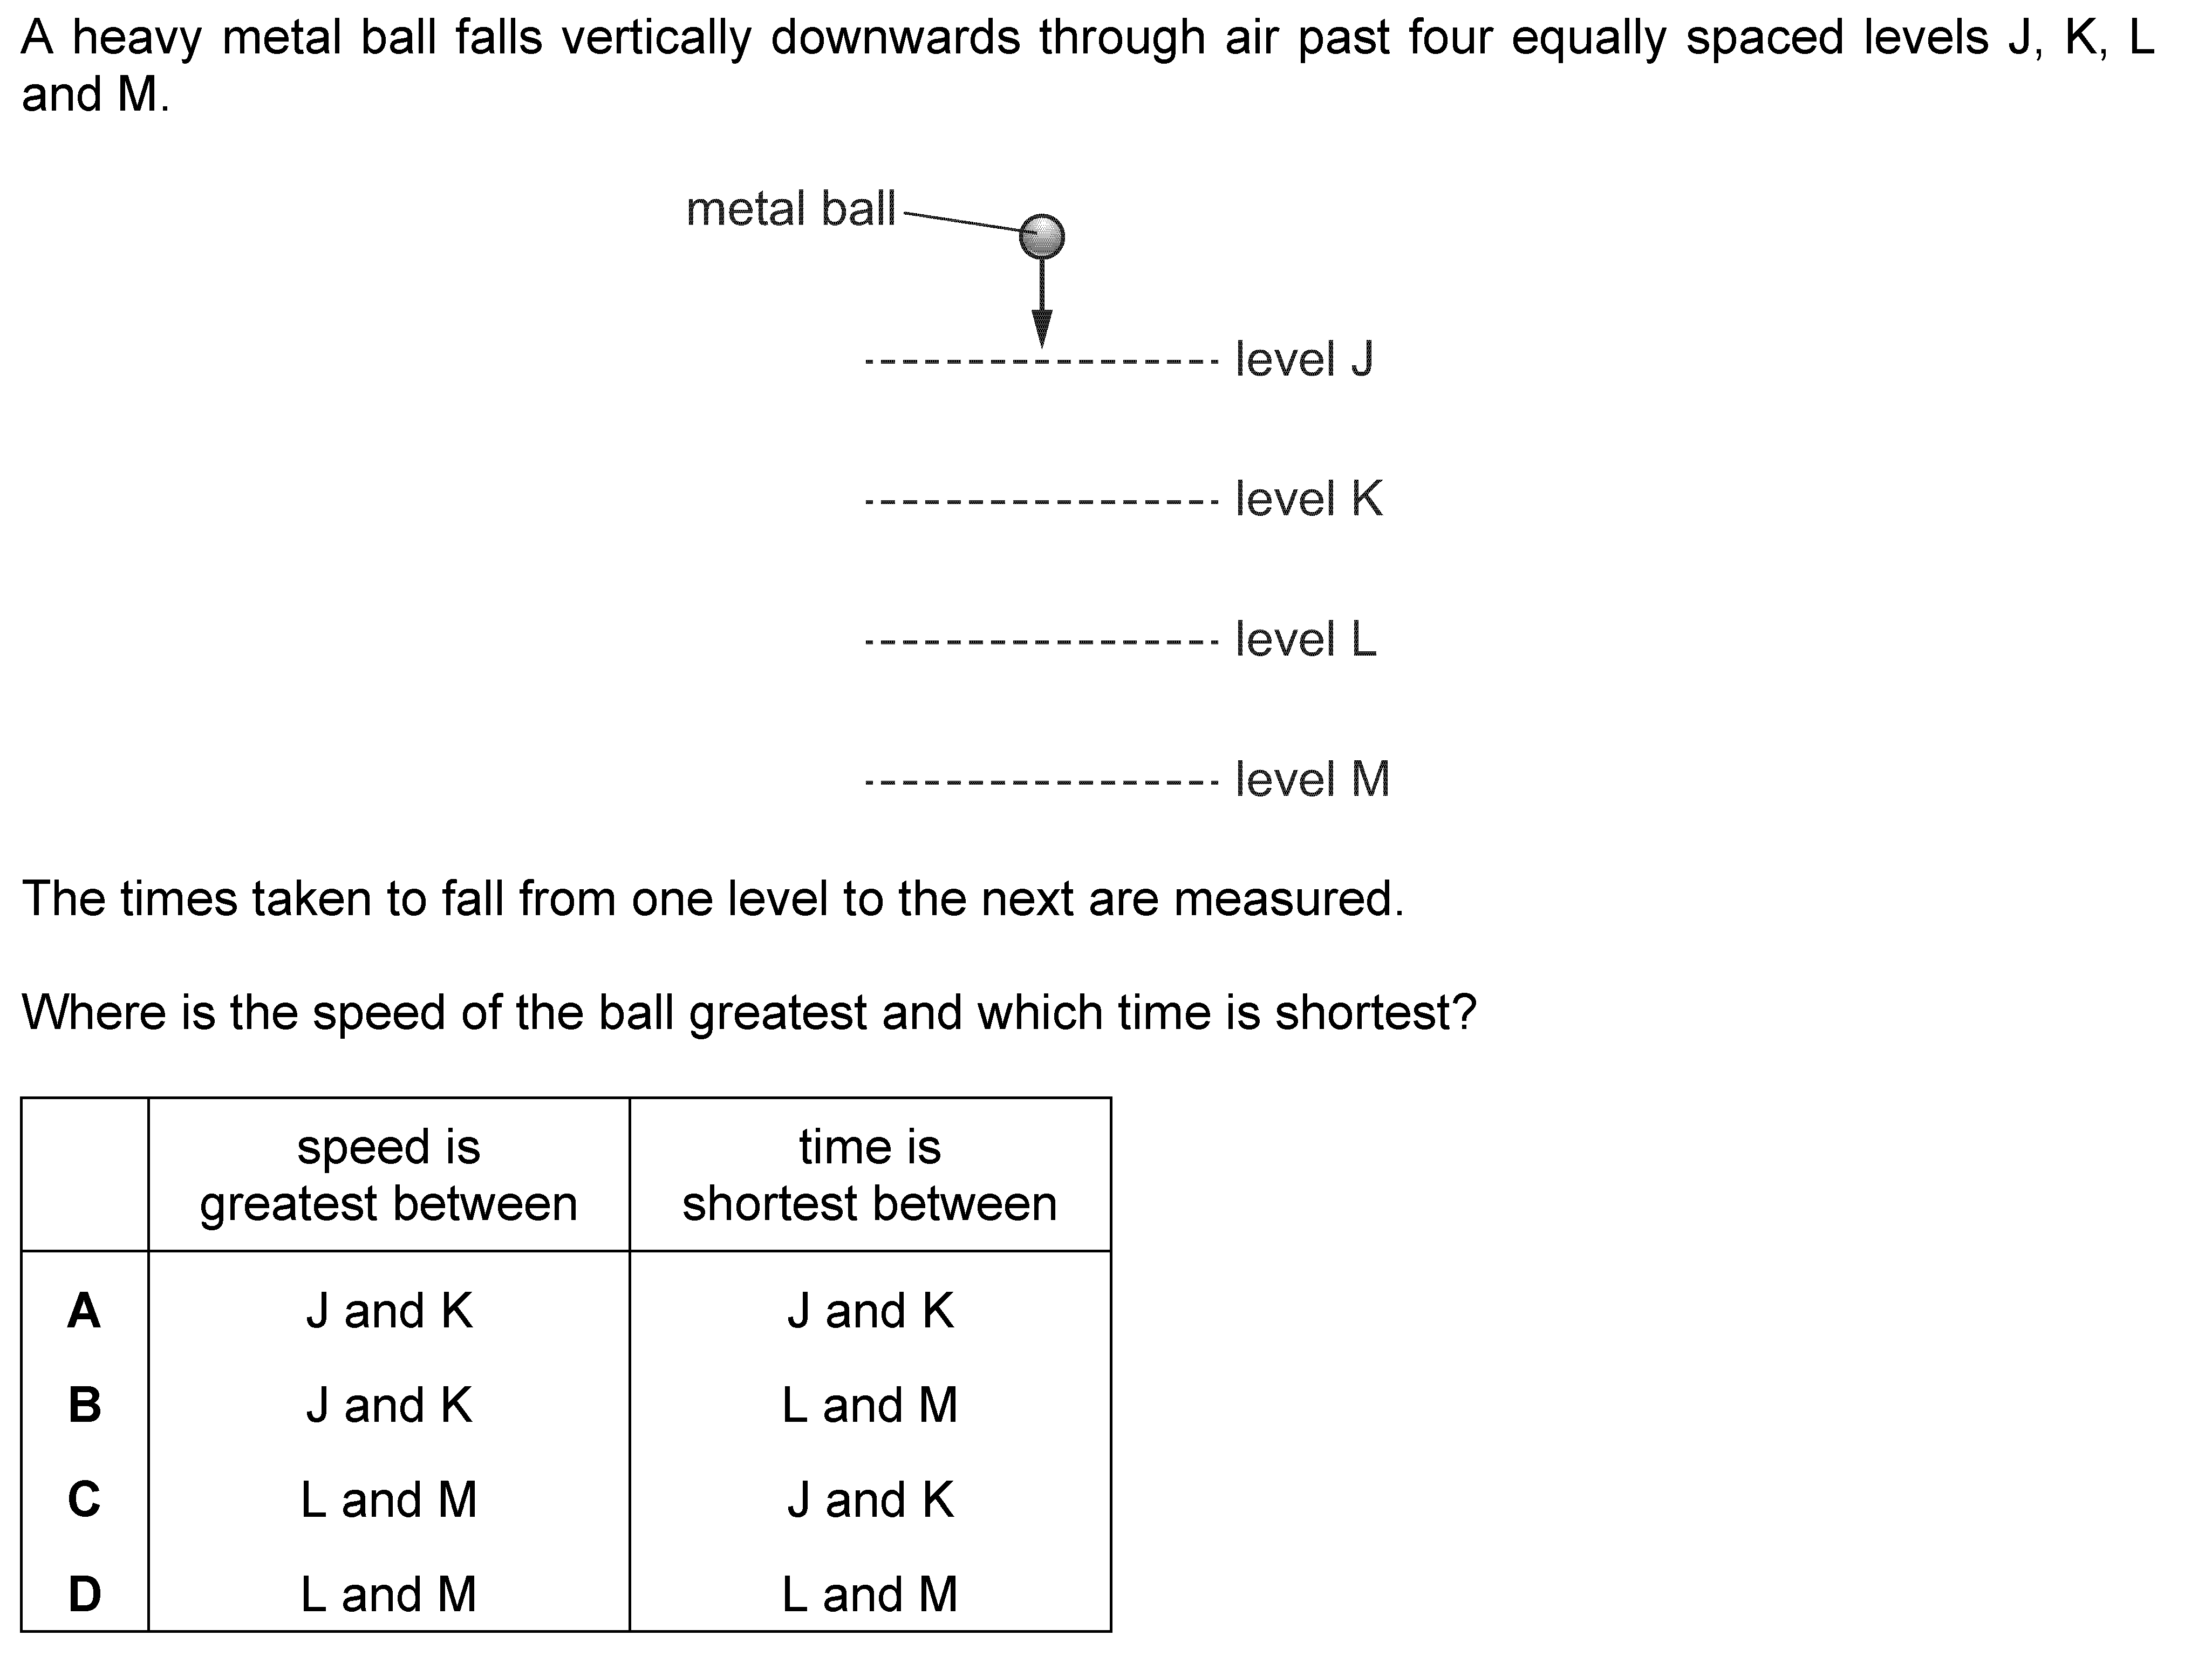 A heavy metal ball falls vertically downwards through air past four equally spaced levels J, K, L
and M.
metal ball
level J
level K
level L
level M
The times taken to fall from one level to the next are measured.
Where is the speed of the ball greatest and which time is shortest?
speed is greatest between
time is shortest between
A J and K J and K
B J and K L and M
C L and M J and K
D L and M L and M